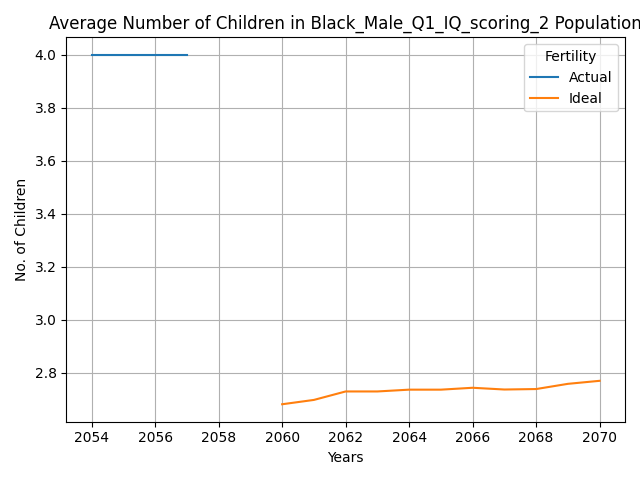 Average Number of Children in Black_Male_Q1_IQ_scoring_2 Population
No. of Children
4.0
3.8
3.6
3.4
3.2
3.0
2.8
Fertility
Actual
Ideal
2054 2056 2058 2060 2062 2064 2066 2068 2070
Years